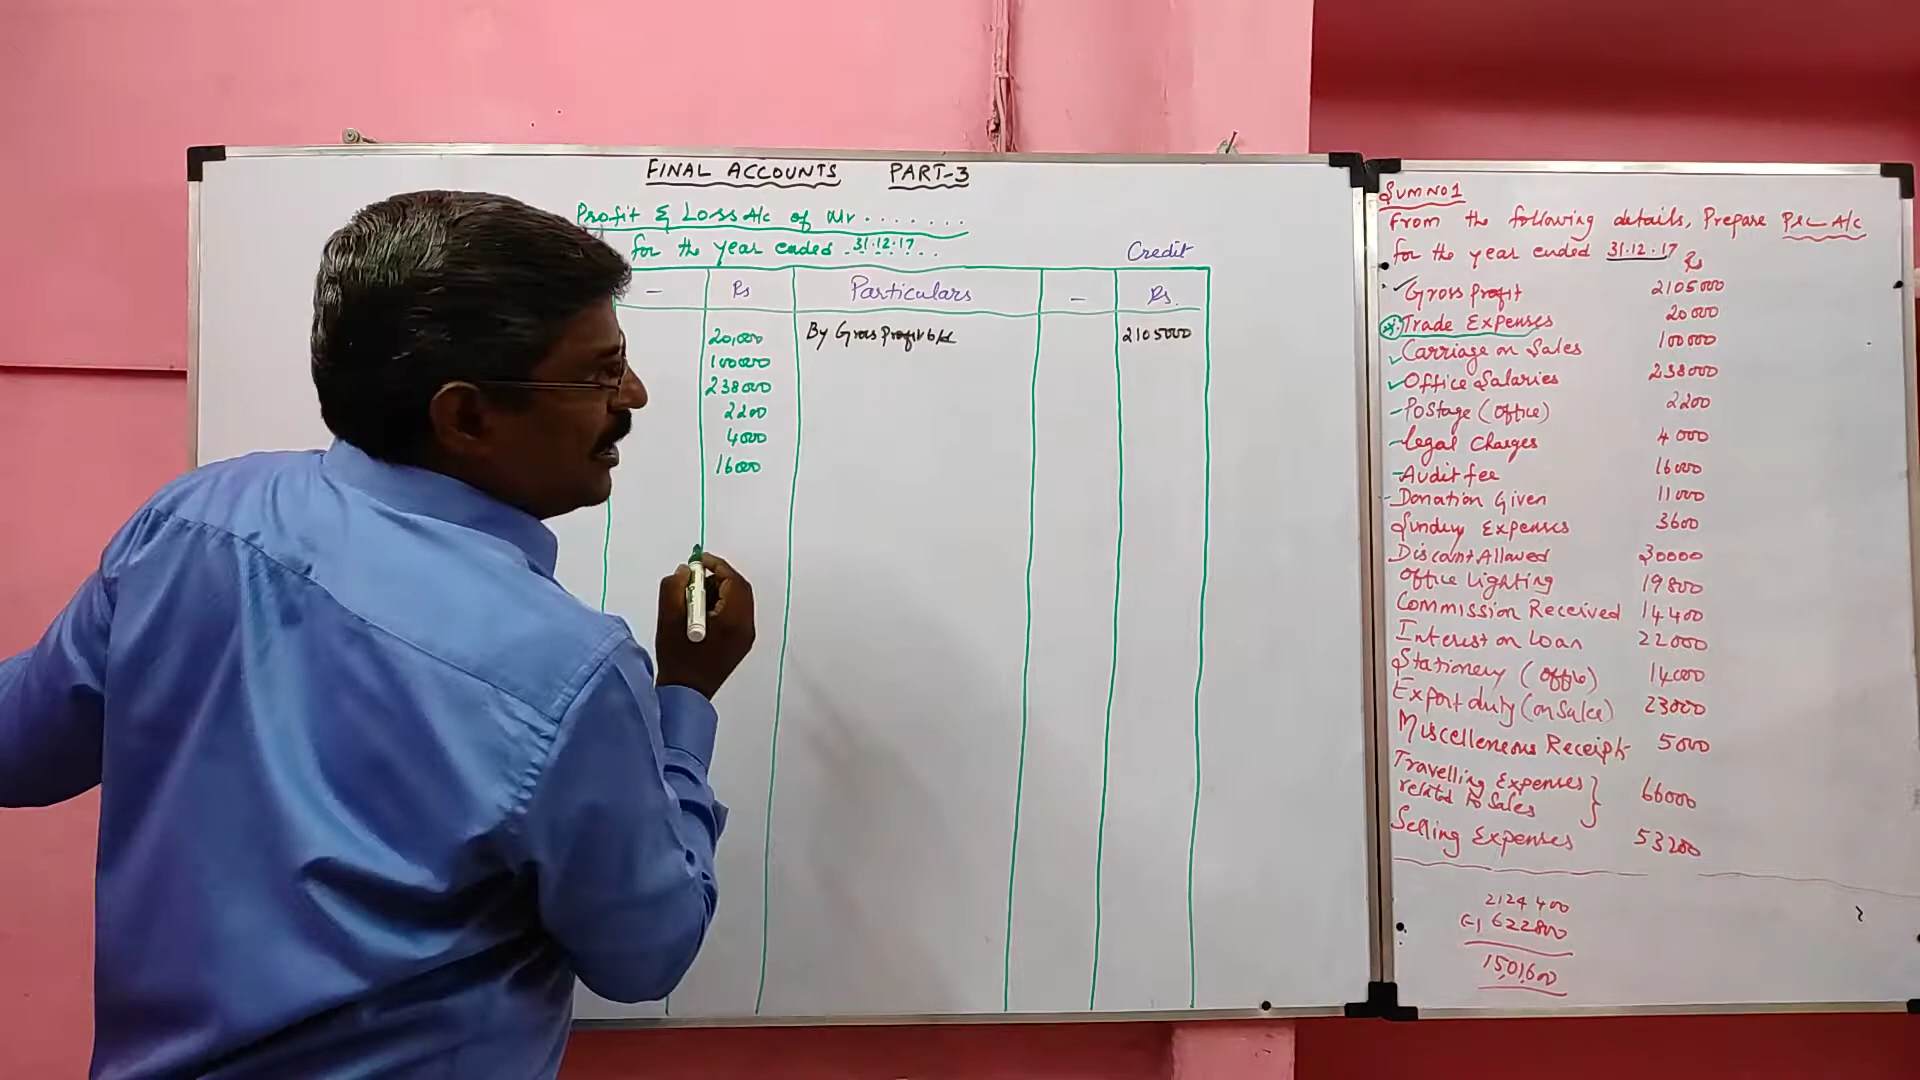 FINAL ACCOUNTS PART-3
Profit & Loss A/c of Mr.......
for the year ended 31.12.17...
Credit
- Rs Particulars - Rs.
20,000 By Gross Profit b/d 2105000
100000
238000
2200
4000
16000
SUM NO 1
From the following details, Prepare P&L A/c
for the year ended 31.12.17
Rs
Gross profit 2105000
Trade Expenses 20000
Carriage on Sales 100000
Office Salaries 238000
Postage (office) 2200
Legal Charges 4000
Audit fee 16000
Donation Given 11000
Sundry Expenses 3600
Discount Allowed 30000
Office Lighting 19800
Commission Received 14400
Interest on Loan 22000
Stationery (office) 14000
Export duty (on Sales) 23000
Miscelleneous Receipts 5000
Travelling Expenses
related to Sales } 66000
Selling Expenses 53200
2124400
(-) 622800
1501600